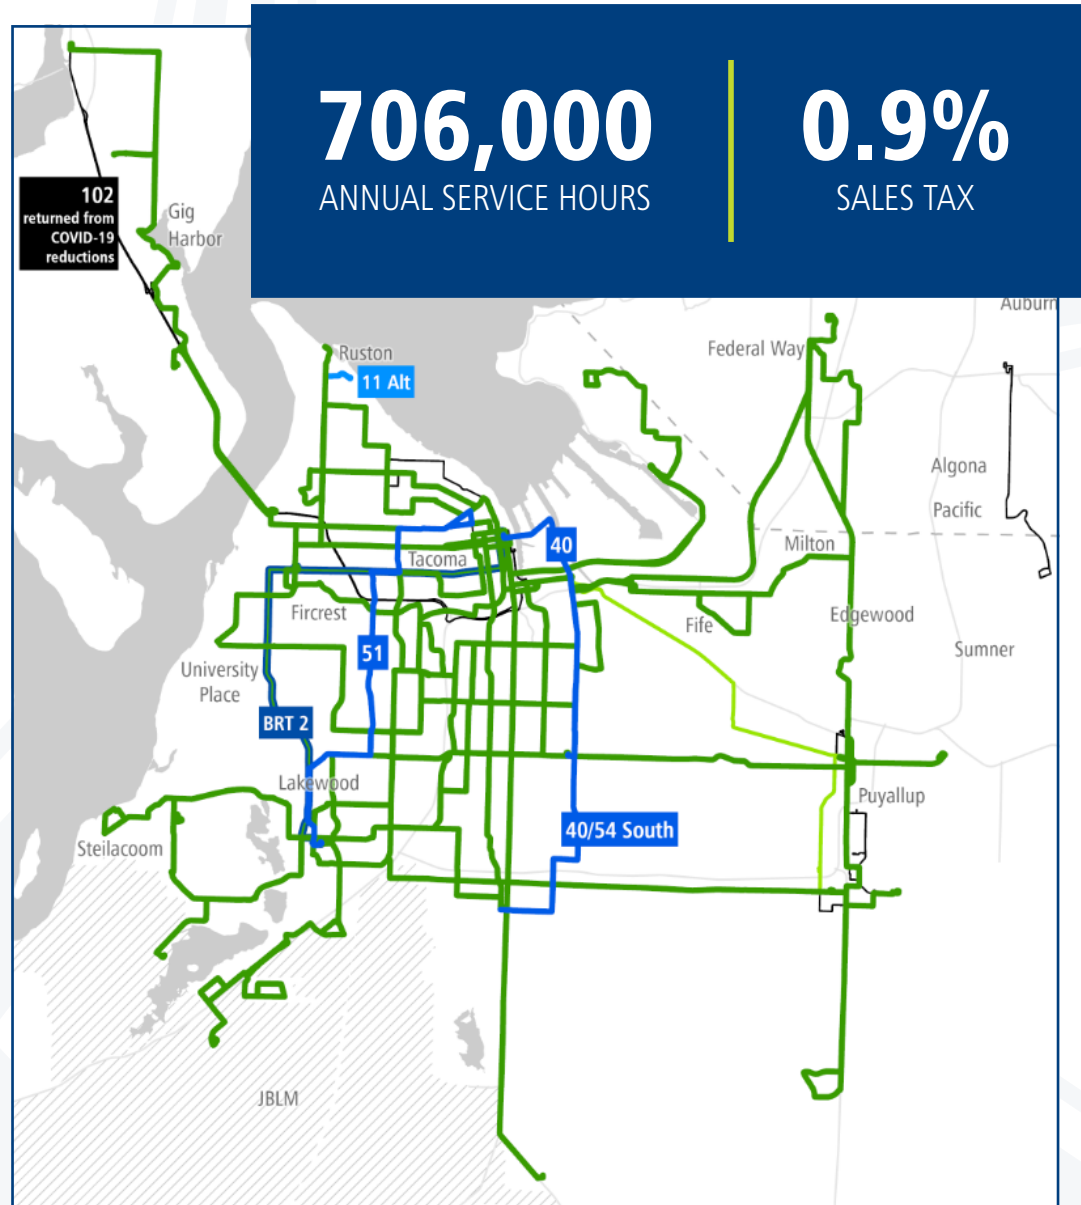 706,000
ANNUAL SERVICE HOURS
0.9%
SALES TAX
102
returned from
COVID-19
reductions
Gig
Harbor
Auburn
Ruston
Federal Way
11 Alt
Algona
Pacific
40
Tacoma
Milton
Fircrest
Fife
Edgewood
51
Sumner
University
Place
BRT 2
Lakewood
Puyallup
40/54 South
Steilacoom
JBLM